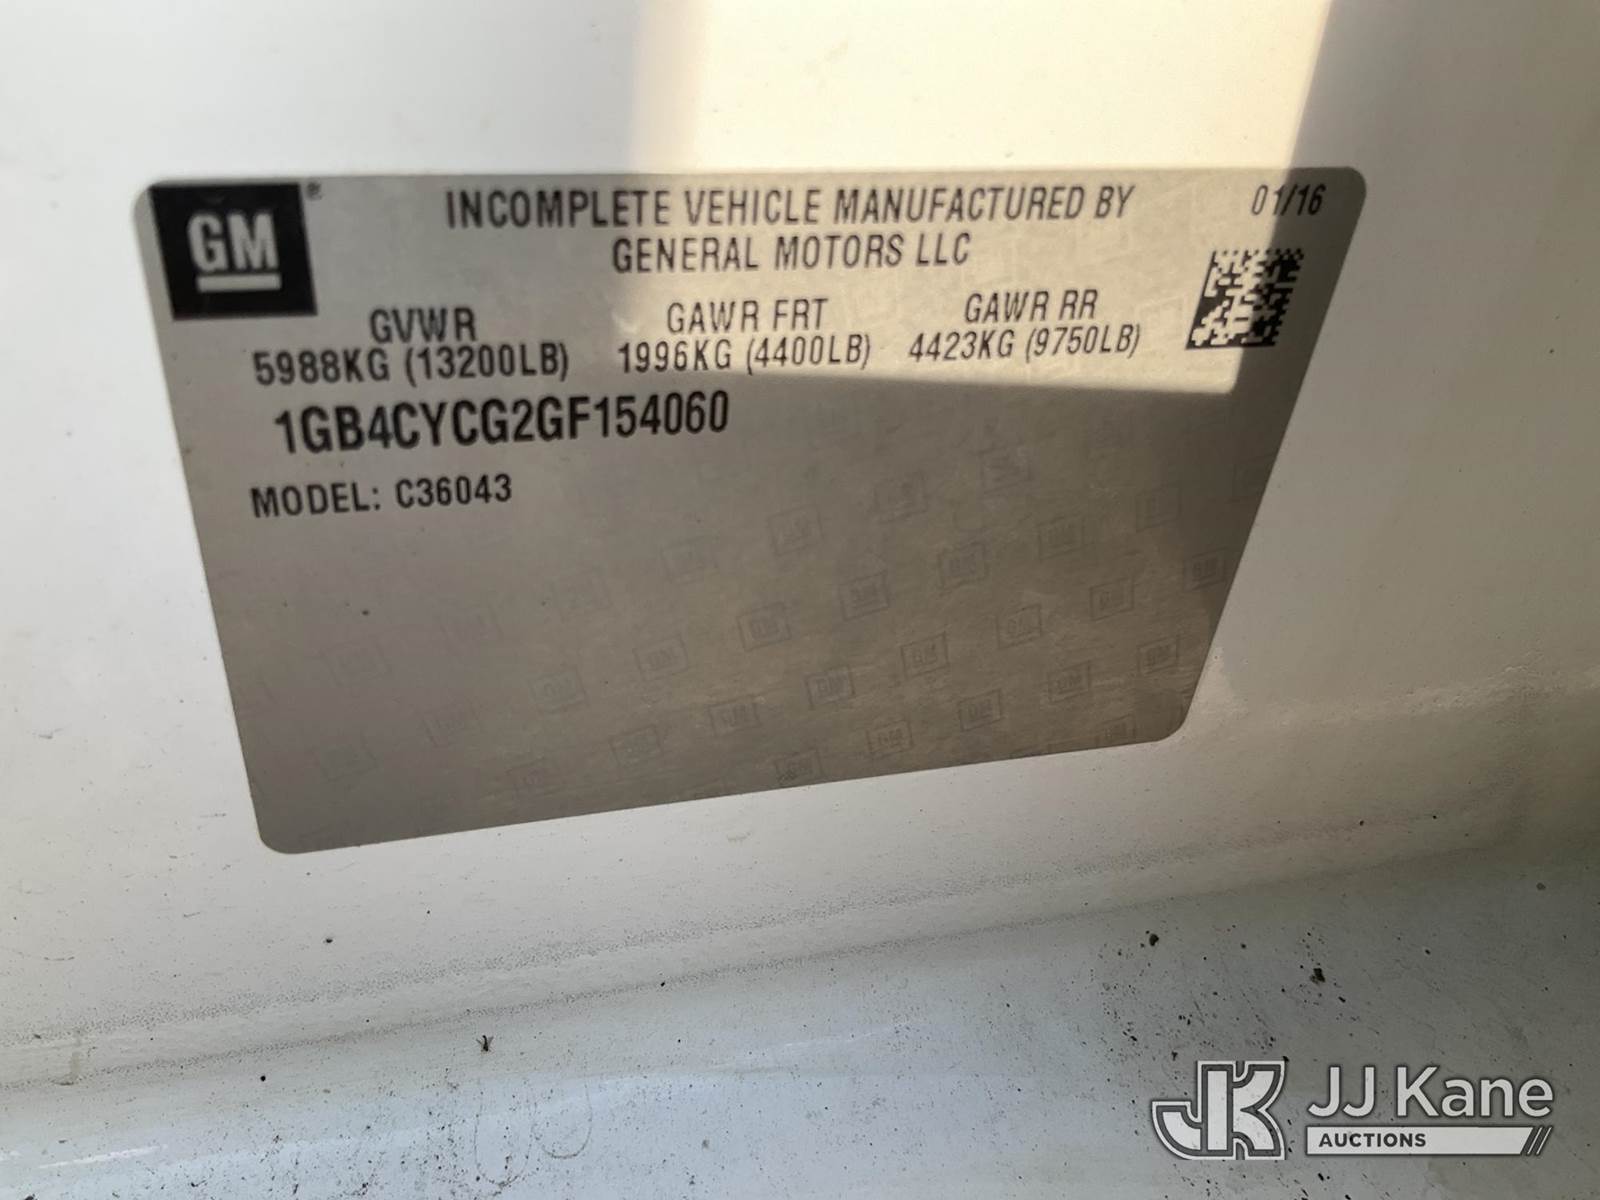 GM®
INCOMPLETE VEHICLE MANUFACTURED BY 01/16
GENERAL MOTORS LLC
GVWR GAWR FRT GAWR RR
5988KG (13200LB) 1996KG (4400LB) 4423KG (9750LB)
1GB4CYCG2GF154060
MODEL: C36043
JK JJ Kane
AUCTIONS